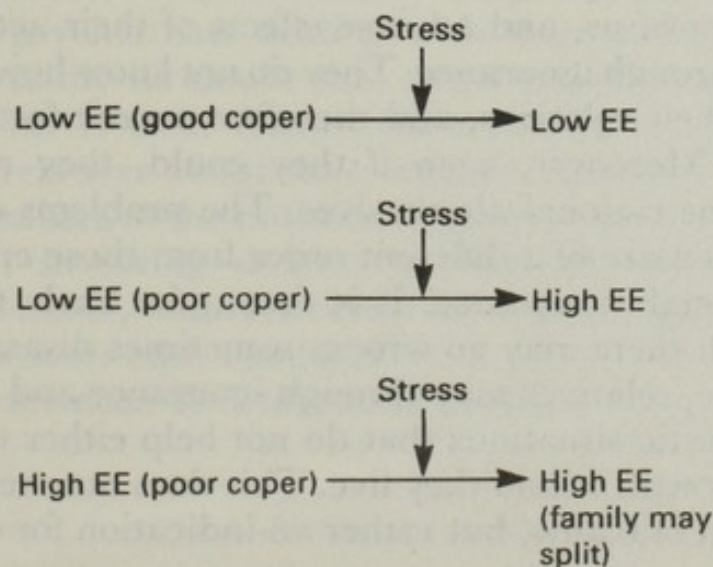 Stress
Low EE (good coper) Low EE
Stress
Low EE (poor coper) High EE
Stress
High EE (poor coper) High EE
(family may
split)